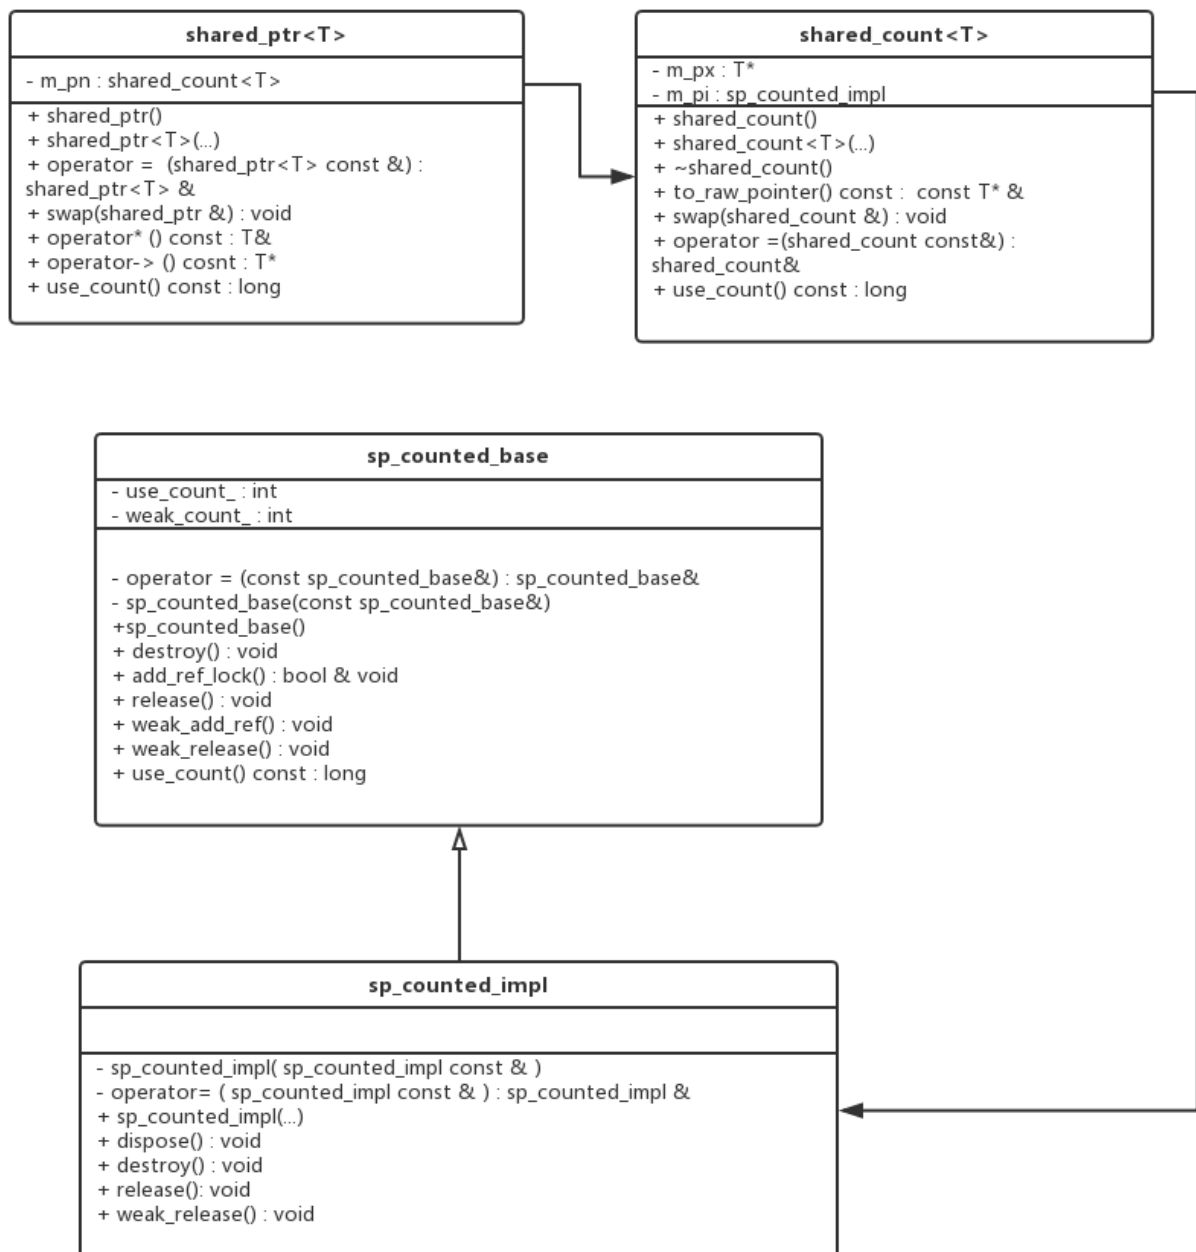 shared_ptr<T>
- m_pn : shared_count<T>
+ shared_ptr()
+ shared_ptr<T>(...)
+ operator =  (shared_ptr<T> const &) :
shared_ptr<T> &
+ swap(shared_ptr &) : void
+ operator* () const : T&
+ operator-> () cosnt : T*
+ use_count() const : long
shared_count<T>
- m_px : T*
- m_pi : sp_counted_impl
+ shared_count()
+ shared_count<T>(...)
+ ~shared_count()
+ to_raw_pointer() const :  const T* &
+ swap(shared_count &) : void
+ operator =(shared_count const&) :
shared_count&
+ use_count() const : long
sp_counted_base
- use_count_ : int
- weak_count_ : int
- operator = (const sp_counted_base&) : sp_counted_base&
- sp_counted_base(const sp_counted_base&)
+sp_counted_base()
+ destroy() : void
+ add_ref_lock() : bool & void
+ release() : void
+ weak_add_ref() : void
+ weak_release() : void
+ use_count() const : long
sp_counted_impl
- sp_counted_impl( sp_counted_impl const & )
- operator= ( sp_counted_impl const & ) : sp_counted_impl &
+ sp_counted_impl(...)
+ dispose() : void
+ destroy() : void
+ release(): void
+ weak_release() : void